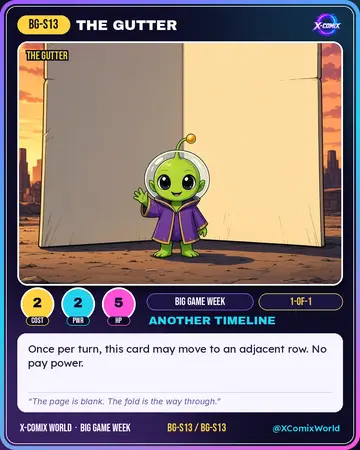 BG-S13 THE GUTTER X-COMIX
THE GUTTER
2 2 5 BIG GAME WEEK 1-OF-1
COST PWR HP ANOTHER TIMELINE
Once per turn, this card may move to an adjacent row. No
pay power.
"The page is blank. The fold is the way through."
X-COMIX WORLD · BIG GAME WEEK BG-S13 / BG-S13 @XComixWorld